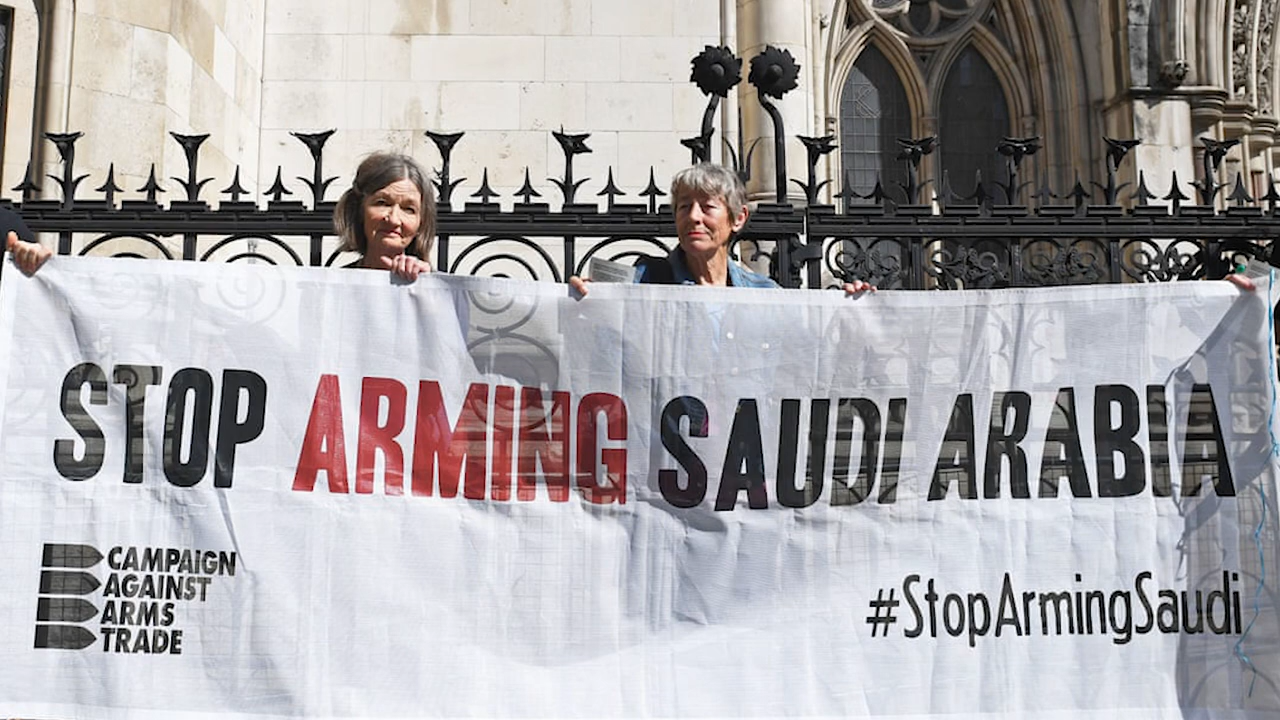 STOP ARMING SAUDI ARABIA
CAMPAIGN
AGAINST
ARMS
TRADE
#StopArmingSaudi